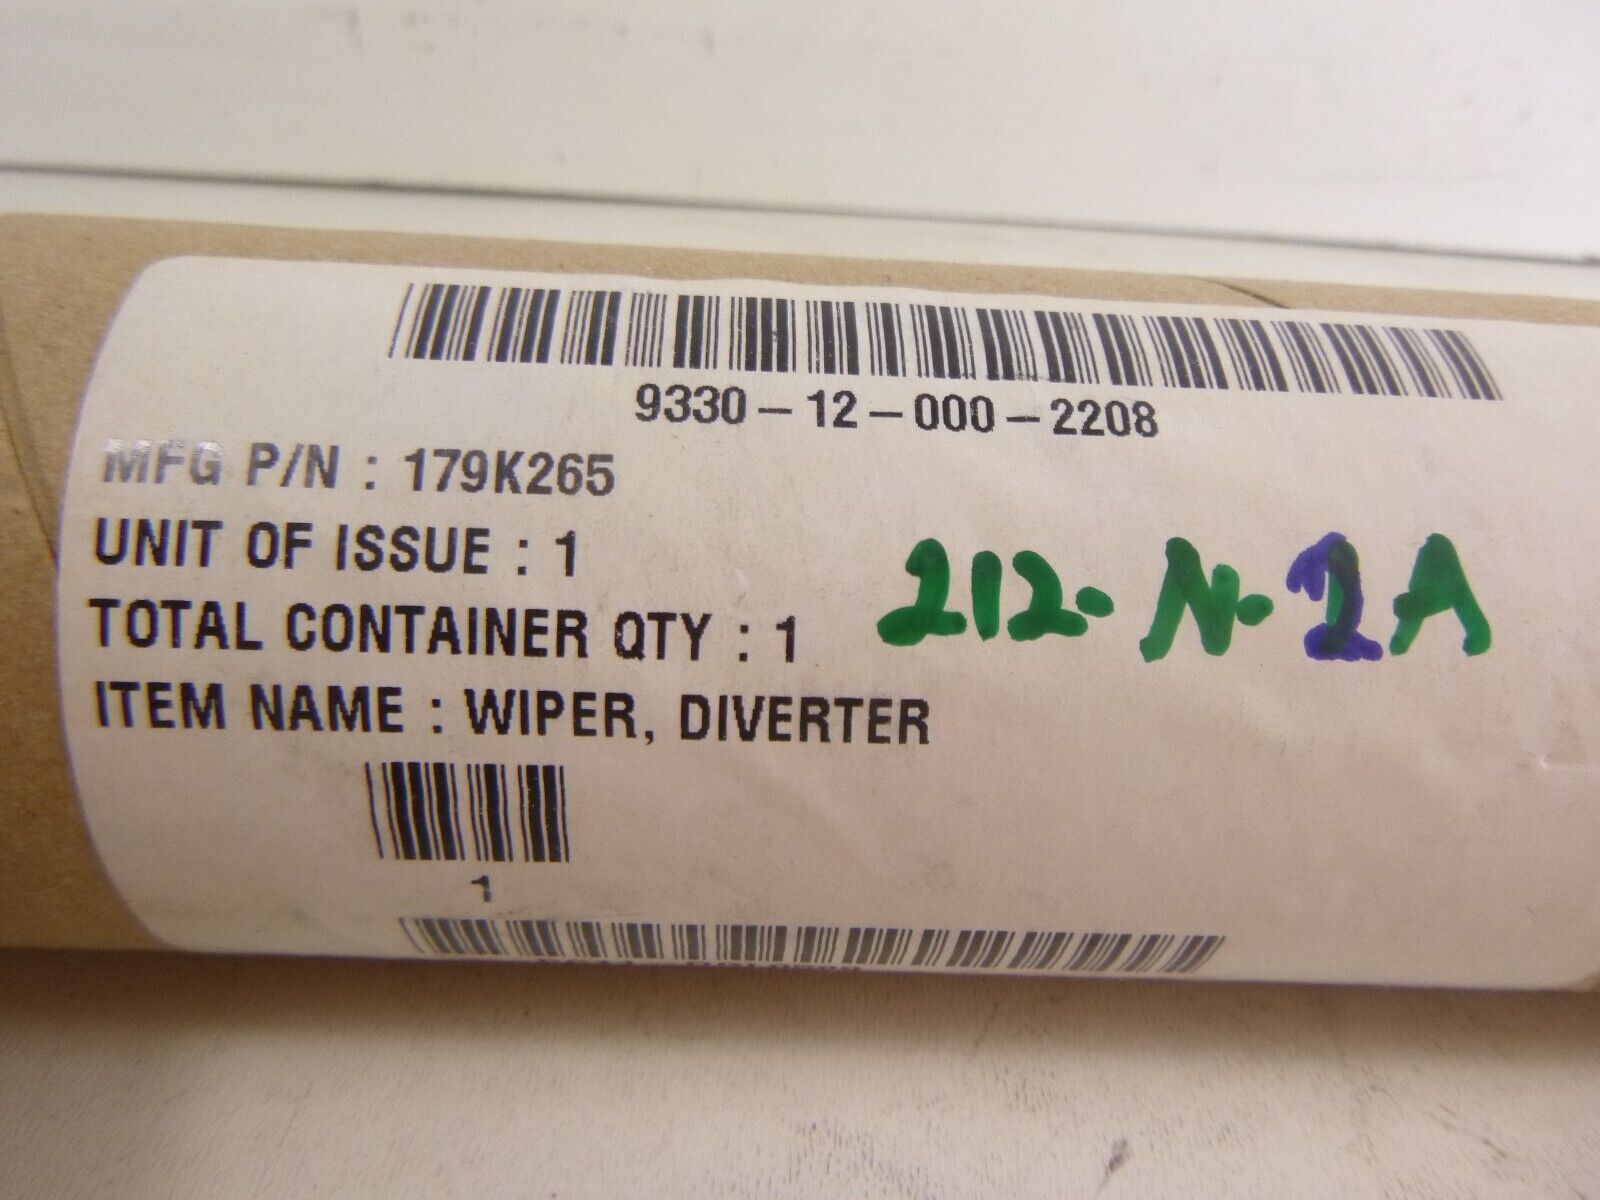 9330-12-000-2208
MFG P/N : 179K265
UNIT OF ISSUE : 1
TOTAL CONTAINER QTY : 1
212-N-1A
ITEM NAME : WIPER, DIVERTER
1